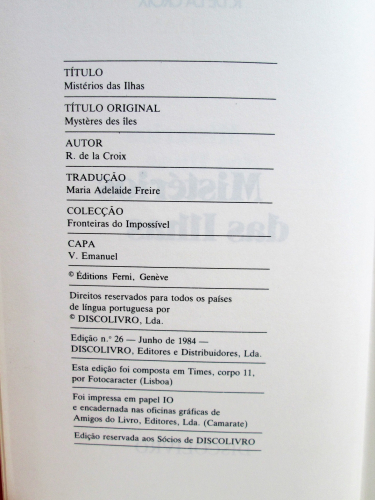 TÍTULO
Mistérios das Ilhas
TÍTULO ORIGINAL
Mystères des îles
AUTOR
R. de la Croix
TRADUÇÃO
Maria Adelaide Freire
COLECÇÃO
Fronteiras do Impossível
CAPA
V. Emanuel
© Éditions Ferni, Genève
Direitos reservados para todos os países
de língua portuguesa por
© DISCOLIVRO, Lda.
Edição n.º 26 — Junho de 1984 —
DISCOLIVRO, Editores e Distribuidores, Lda.
Esta edição foi composta em Times, corpo 11,
por Fotocaracter (Lisboa)
Foi impressa em papel IO
e encadernada nas oficinas gráficas de
Amigos do Livro, Editores, Lda. (Camarate)
Edição reservada aos Sócios de DISCOLIVRO